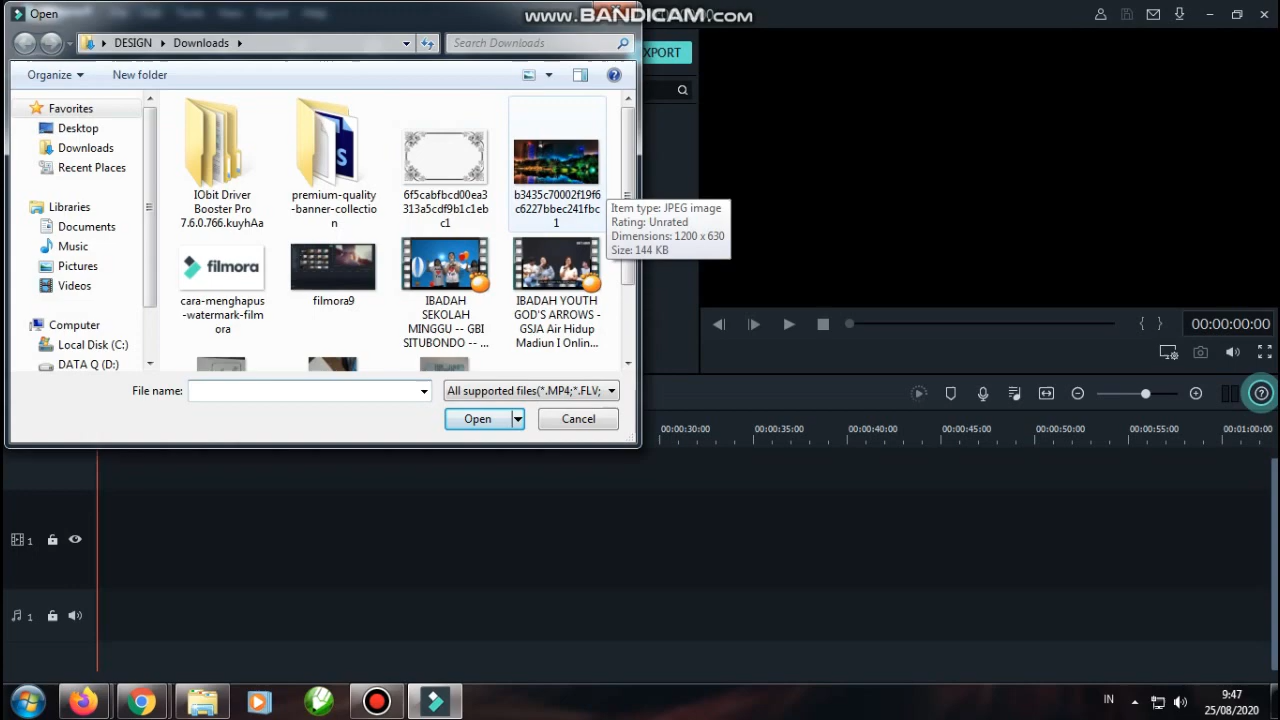 Open
www.BANDICAM.com
DESIGN
Downloads
Search Downloads
Organize
New folder
XPORT
Favorites
Desktop
Downloads
Recent Places
Libraries
Documents
Music
Pictures
Videos
Computer
Local Disk (C:)
DATA Q (D:)
IObit Driver
Booster Pro
7.6.0.766.kuyhAa
premium-quality
-banner-collectio
n
6f5cabfbcd00ea3
313a5cdf9b1c1eb
c1
b3435c70002f19f6
c6227bbec241fbc
1
Item type: JPEG image
Rating: Unrated
Dimensions: 1200 x 630
Size: 144 KB
filmora
cara-menghapus
-watermark-film
ora
filmora9
IBADAH
SEKOLAH
MINGGU -- GBI
SITUBONDO -- ...
IBADAH YOUTH
GOD'S ARROWS -
GSJA Air Hidup
Madiun I Onlin...
File name:
All supported files(*.MP4;*.FLV;
Open
Cancel
{ }
00:00:00:00
00:00:30:00
00:00:35:00
00:00:40:00
00:00:45:00
00:00:50:00
00:00:55:00
00:01:00:00
1
1
IN
9:47
25/08/2020